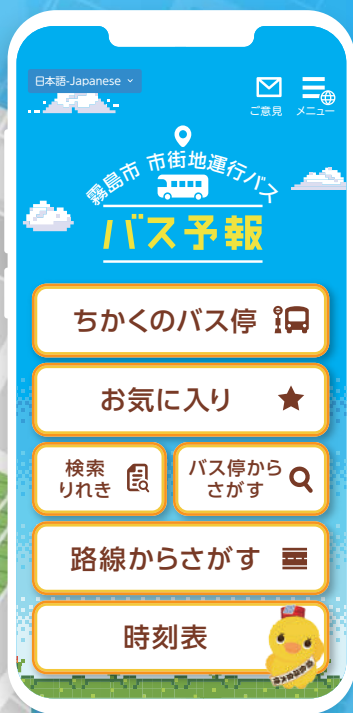 日本語-Japanese
ご意見
メニュー
霧島市 市街地運行バス
バス予報
ちかくのバス停
お気に入り
検索
りれき
バス停から
さがす
路線からさがす
時刻表